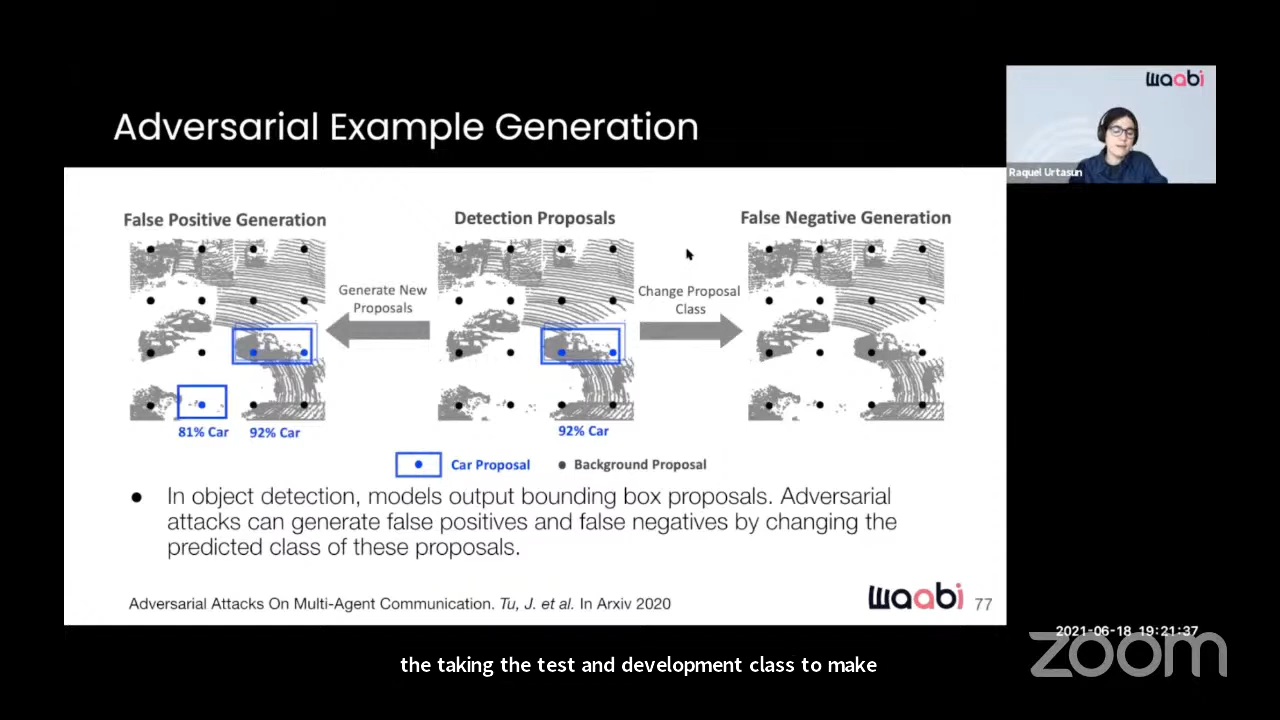 Adversarial Example Generation
waabi
Raquel Urtasun
False Positive Generation
Detection Proposals
False Negative Generation
Generate New
Proposals
Change Proposal
Class
81% Car
92% Car
92% Car
Car Proposal
Background Proposal
● In object detection, models output bounding box proposals. Adversarial
attacks can generate false positives and false negatives by changing the
predicted class of these proposals.
Adversarial Attacks On Multi-Agent Communication. Tu, J. et al. In Arxiv 2020
waabi
77
2021-06-18 19:21:37
zoom
the taking the test and development class to make